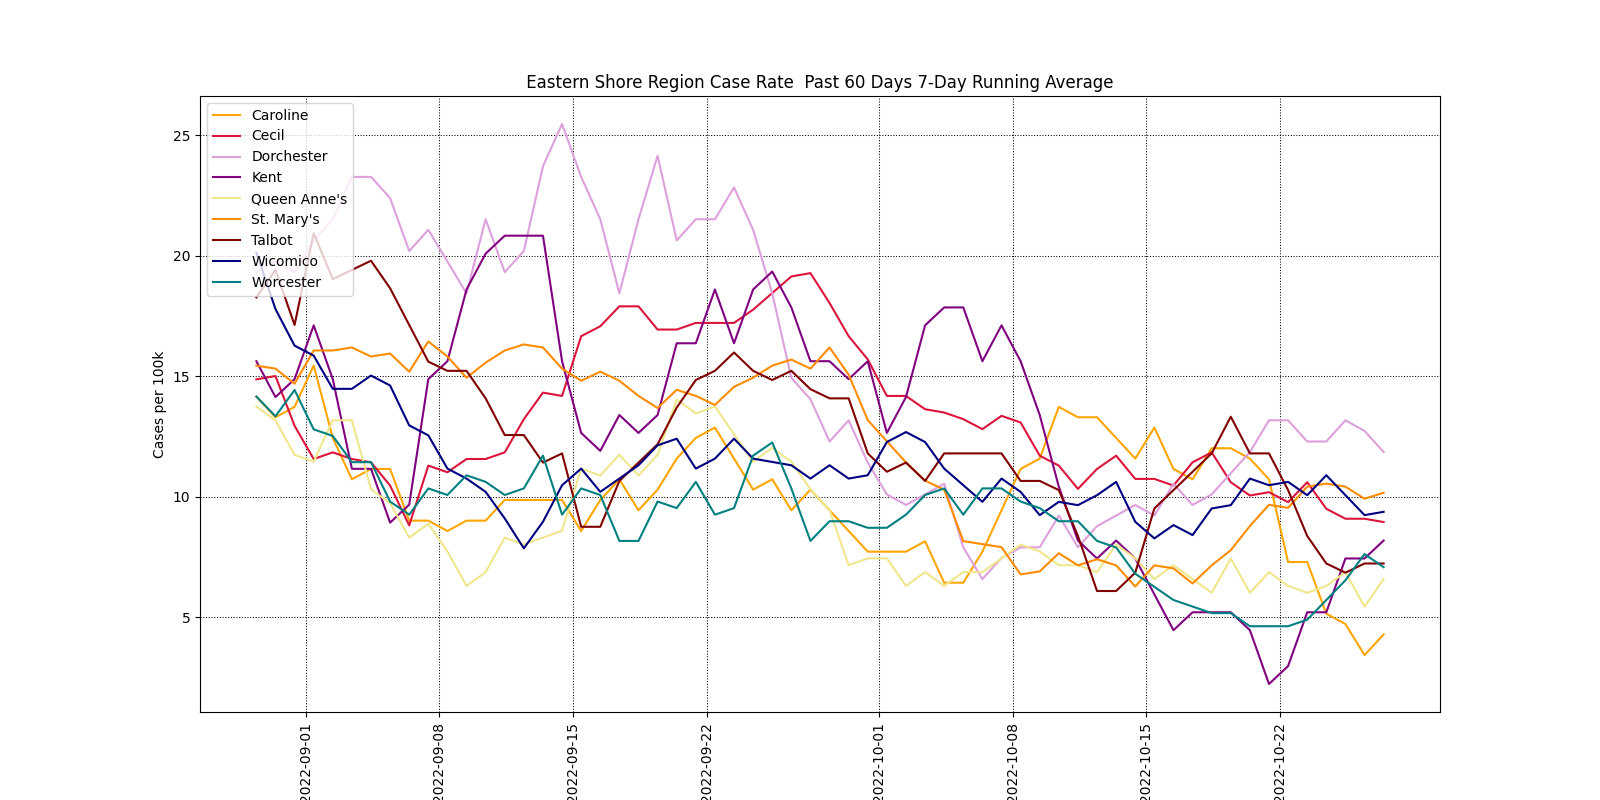 Eastern Shore Region Case Rate  Past 60 Days 7-Day Running Average
Caroline
Cecil
Dorchester
Kent
Queen Anne's
St. Mary's
Talbot
Wicomico
Worcester
Cases per 100k
25
20
15
10
5
2022-09-01
2022-09-08
2022-09-15
2022-09-22
2022-10-01
2022-10-08
2022-10-15
2022-10-22